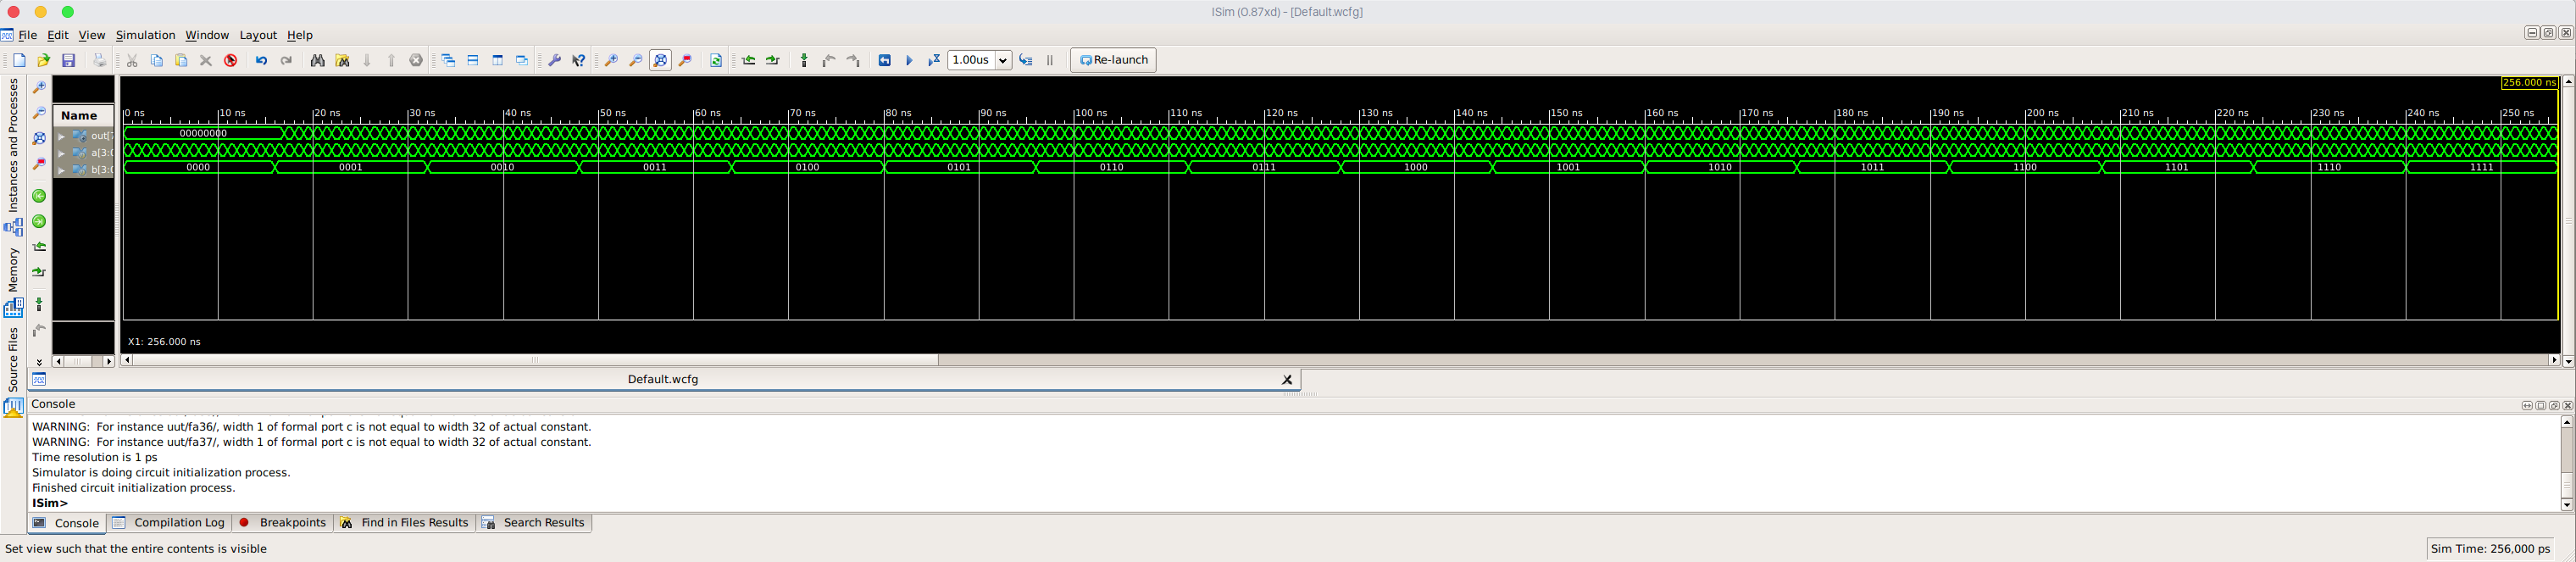 ISim (0.87xd) - [Default.wcfg]
File Edit View Simulation Window Layout Help
1.00us Re-launch
Instances and Processes
Memory
Source Files
256.000 ns
Name
0 ns 10 ns 20 ns 30 ns 40 ns 50 ns 60 ns 70 ns 80 ns 90 ns 100 ns 110 ns 120 ns 130 ns 140 ns 150 ns 160 ns 170 ns 180 ns 190 ns 200 ns 210 ns 220 ns 230 ns 240 ns 250 ns
out[7 00000000
a[3:0
b[3:0 0000 0001 0010 0011 0100 0101 0110 0111 1000 1001 1010 1011 1100 1101 1110 1111
X1: 256.000 ns
Default.wcfg
Console
WARNING: For instance uut/fa36/, width 1 of formal port c is not equal to width 32 of actual constant.
WARNING: For instance uut/fa37/, width 1 of formal port c is not equal to width 32 of actual constant.
Time resolution is 1 ps
Simulator is doing circuit initialization process.
Finished circuit initialization process.
ISim>
Console Compilation Log Breakpoints Find in Files Results Search Results
Set view such that the entire contents is visible
Sim Time: 256,000 ps